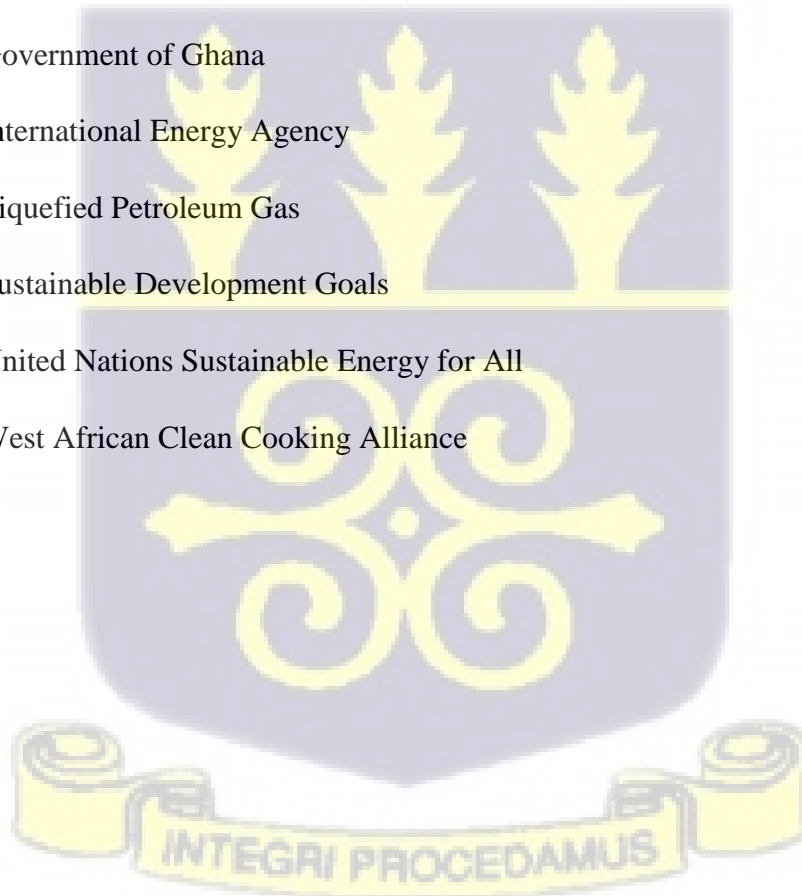 overnment of Ghana
nternational Energy Agency
iquefied Petroleum Gas
ustainable Development Goals
nited Nations Sustainable Energy for All
est African Clean Cooking Alliance
INTEGRI PROCEDAMUS